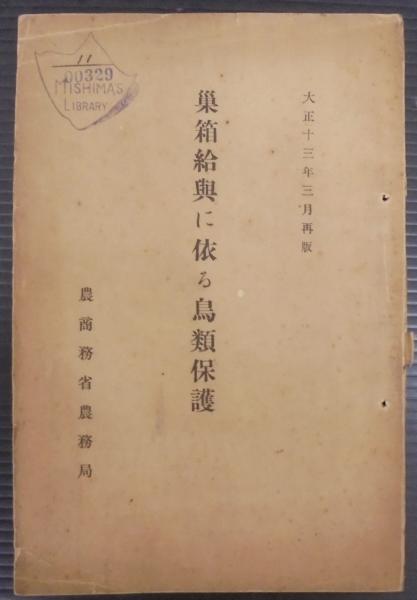 大正十三年三月再版
巣箱給與に依る鳥類保護
農商務省農務局
11
00329
MISHIMA'S
LIBRARY